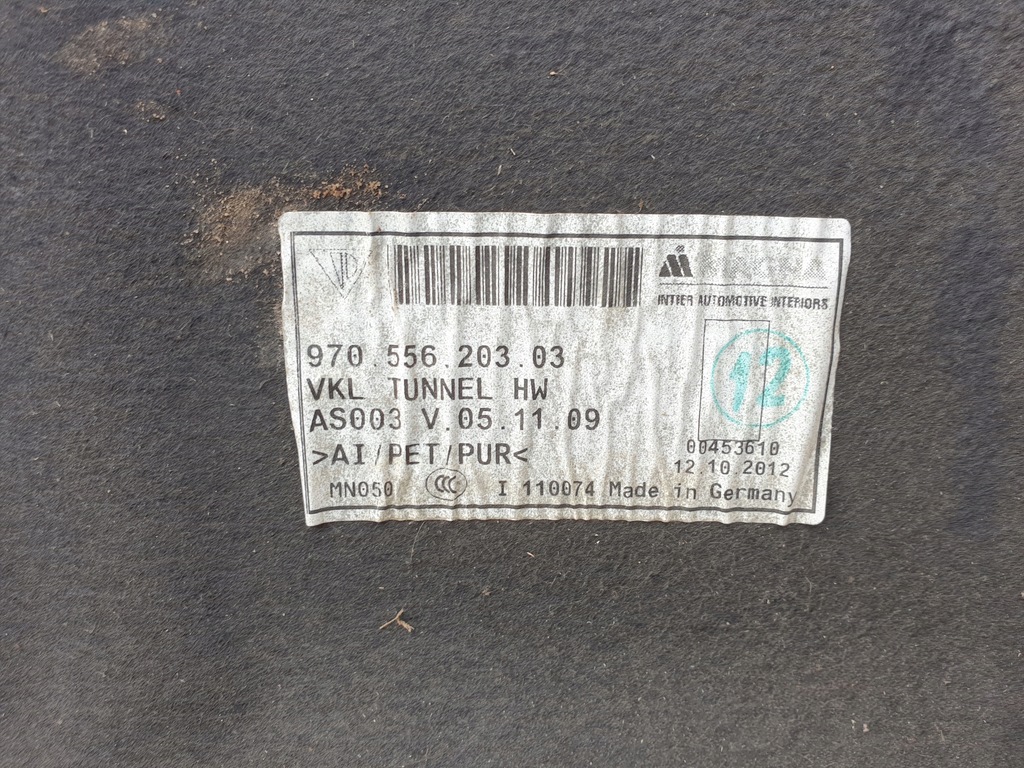 INTIER AUTOMOTIVE INTERIORS
970.556.203.03
VKL TUNNEL HW
AS003 V.05.11.09
>AI/PET/PUR<
12
00453610
12.10.2012
MN050 CCC I 110074 Made in Germany